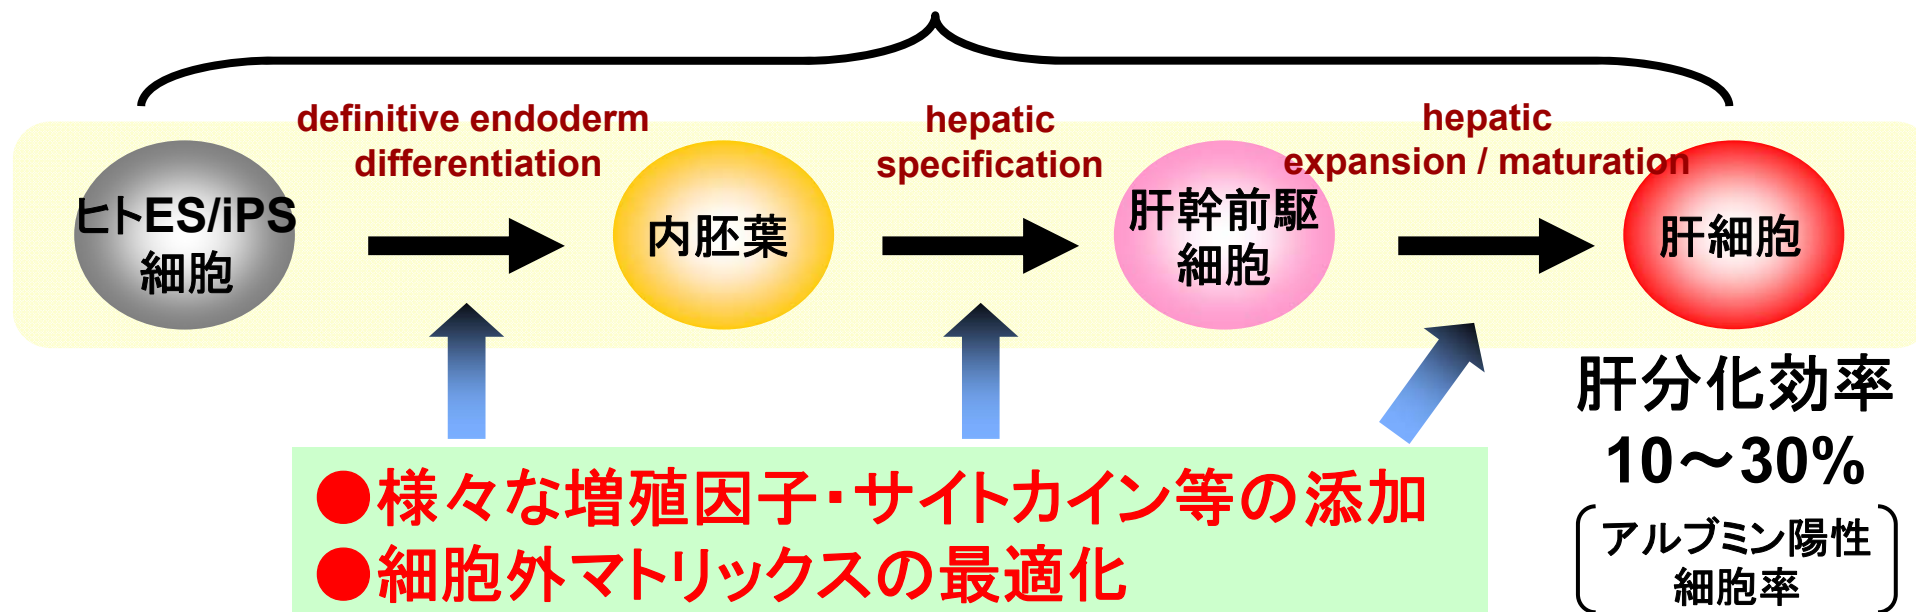 definitive endoderm
differentiation
hepatic
specification
hepatic
expansion / maturation
ヒトES/iPS
細胞
内胚葉
肝幹前駆
細胞
肝細胞
●様々な増殖因子・サイトカイン等の添加
●細胞外マトリックスの最適化
肝分化効率
10～30%
アルブミン陽性
細胞率